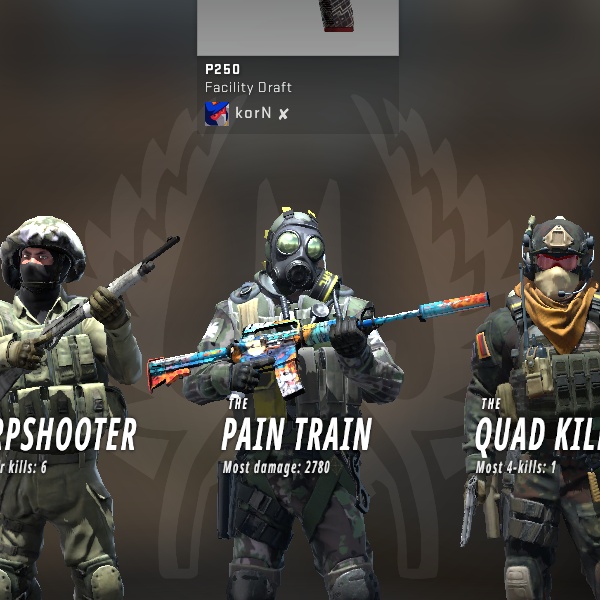 P250
Facility Draft
korN ✘
THE
RPSHOOTER
r kills: 6
THE
PAIN TRAIN
Most damage: 2780
THE
QUAD KIL
Most 4-kills: 1